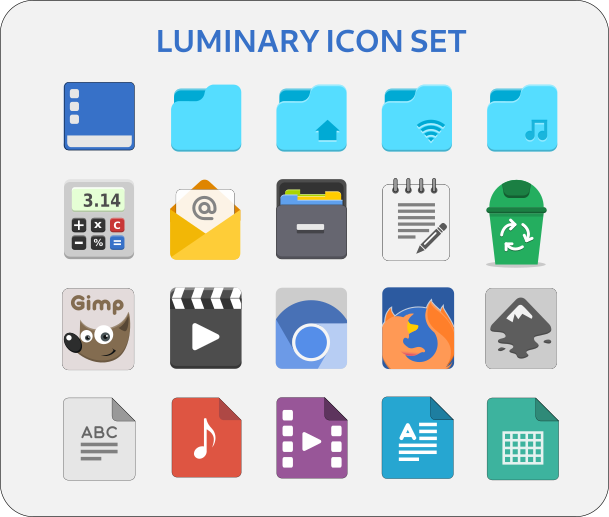 LUMINARY ICON SET
3.14
+ x C
− % =
@
Gimp
ABC
A